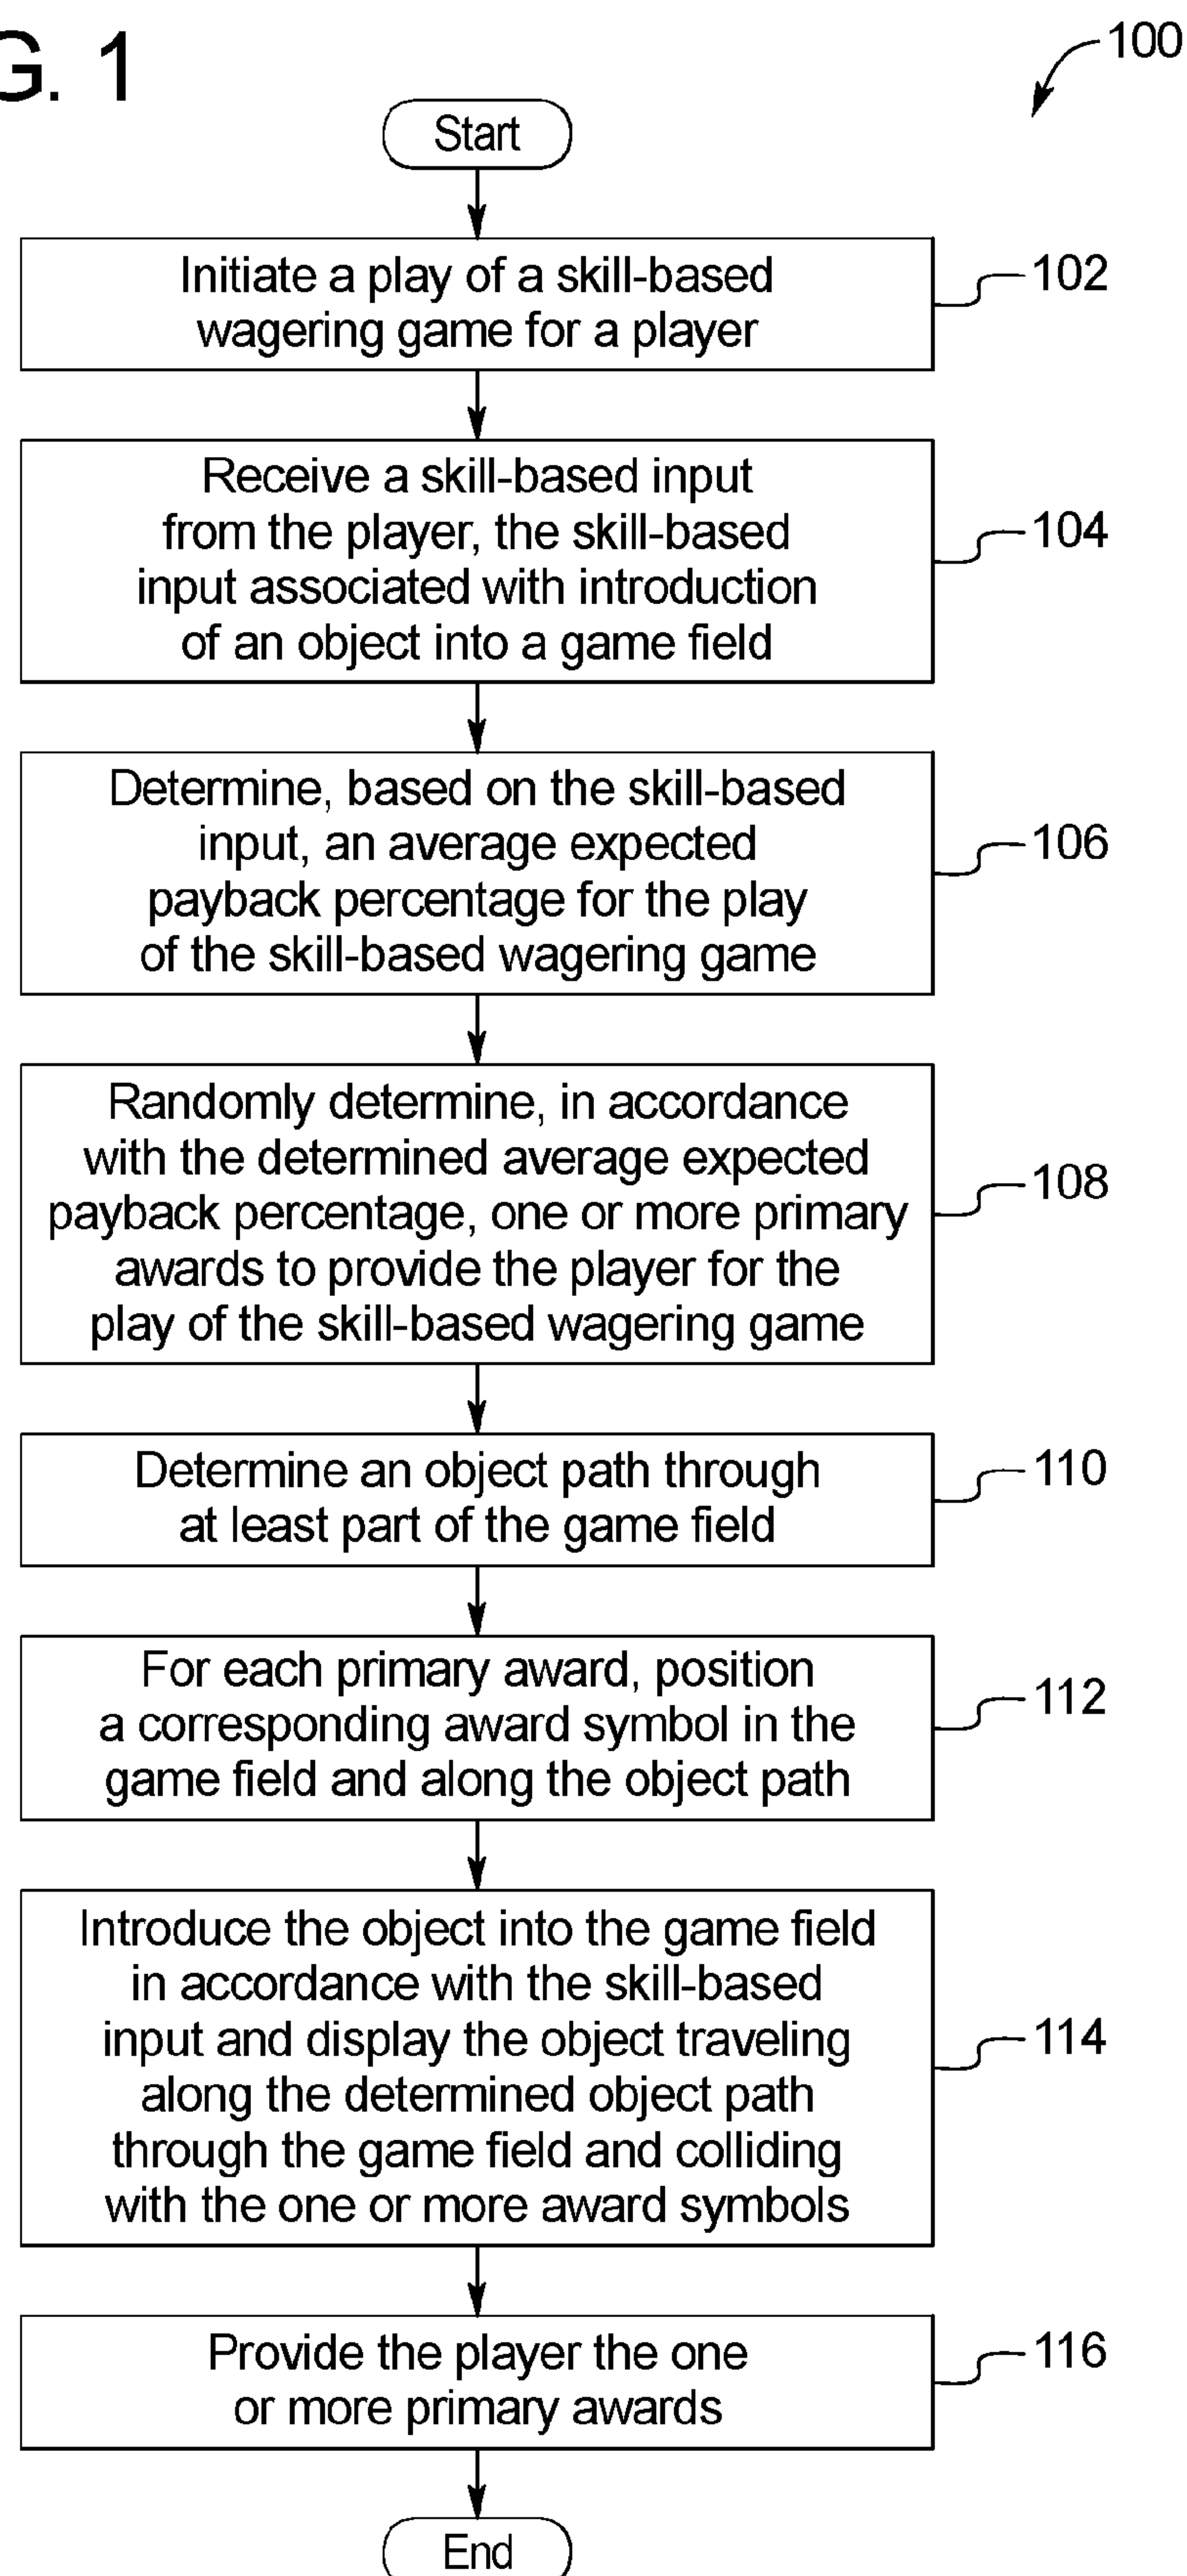 G. 1
100
Start
Initiate a play of a skill-based
wagering game for a player
102
Receive a skill-based input
from the player, the skill-based
input associated with introduction
of an object into a game field
104
Determine, based on the skill-based
input, an average expected
payback percentage for the play
of the skill-based wagering game
106
Randomly determine, in accordance
with the determined average expected
payback percentage, one or more primary
awards to provide the player for the
play of the skill-based wagering game
108
Determine an object path through
at least part of the game field
110
For each primary award, position
a corresponding award symbol in the
game field and along the object path
112
Introduce the object into the game field
in accordance with the skill-based
input and display the object traveling
along the determined object path
through the game field and colliding
with the one or more award symbols
114
Provide the player the one
or more primary awards
116
End